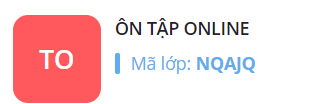 TO
ÔN TẬP ONLINE
Mã lớp: NQAJQ